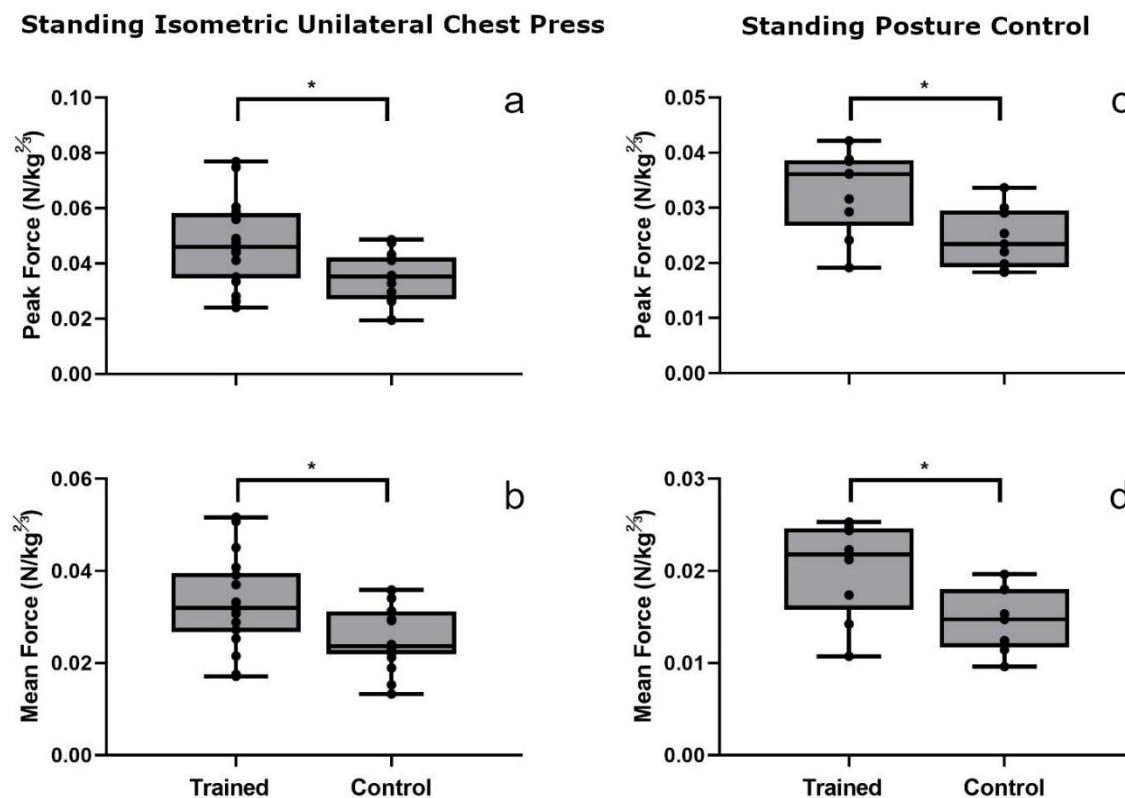 Standing Isometric Unilateral Chest Press
Standing Posture Control
a
*
Peak Force (N/kg⅔)
0.10
0.08
0.06
0.04
0.02
0.00
c
*
Peak Force (N/kg⅔)
0.05
0.04
0.03
0.02
0.01
0.00
b
*
Mean Force (N/kg⅔)
0.06
0.04
0.02
0.00
Trained
Control
d
*
Mean Force (N/kg⅔)
0.03
0.02
0.01
0.00
Trained
Control